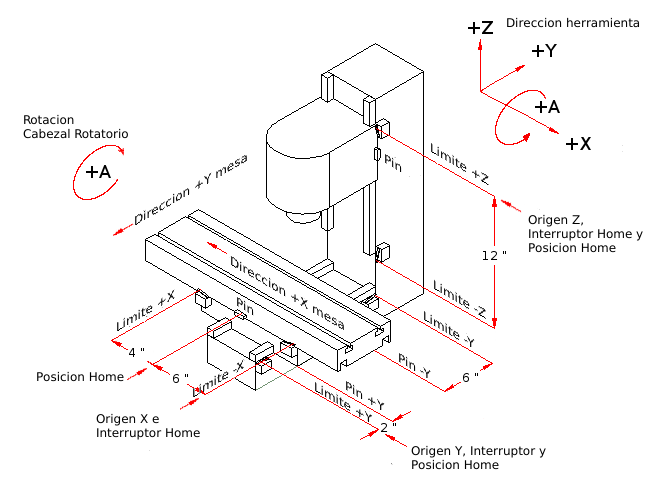 +Z
Direccion herramienta
+Y
+A
+X
Rotacion
Cabezal Rotatorio
+A
Direccion +Y mesa
Limite +Z
Pin
Origen Z,
Interruptor Home y
Posicion Home
12 "
Direccion +X mesa
Limite -Z
Limite +X
Pin
Limite -Y
4 "
Posicion Home
6 "
Limite -X
Pin -Y
6 "
Pin +Y
Limite +Y
2 "
Origen X e
Interruptor Home
Origen Y, Interruptor y
Posicion Home